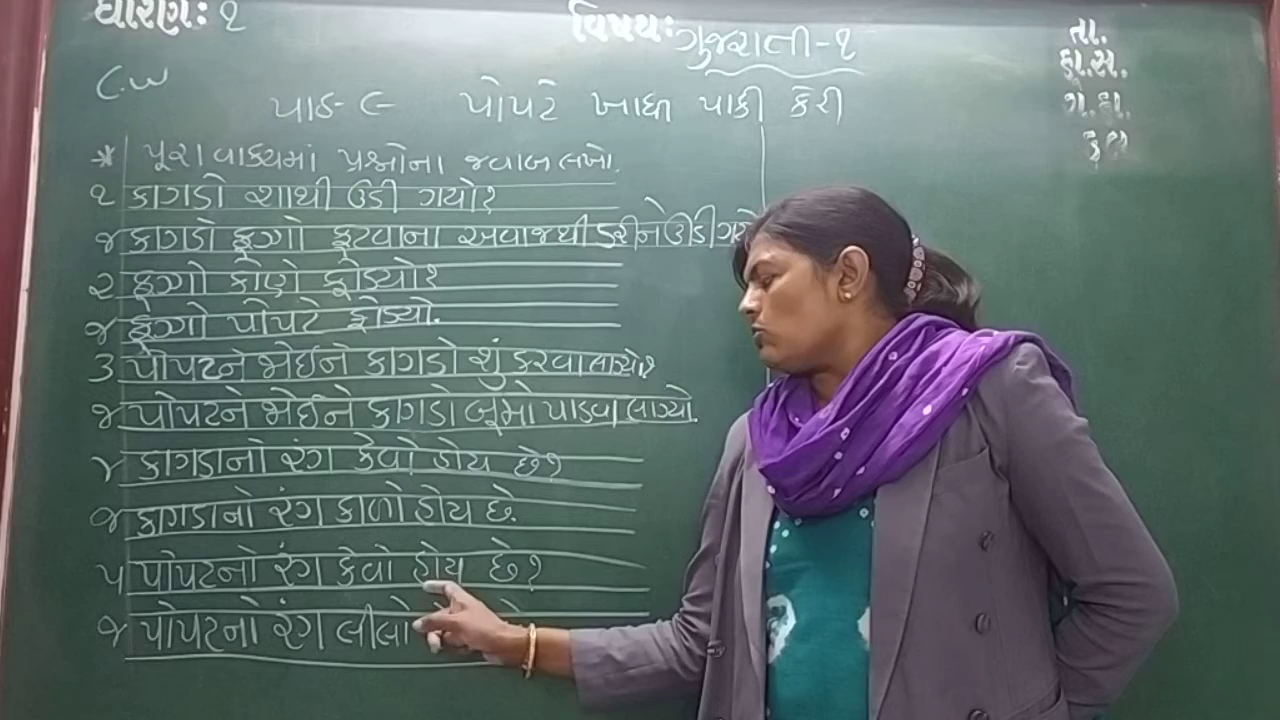 ધોરણ: ૧
વિષય: ગુજરાતી-૧
તા.
હા.સ.
ગે.હા.
કુલ
C.W
પાઠ- ૯ પોપટે ખાધી પાકી કેરી
* પૂરા વાક્યમાં પ્રશ્નોના જવાબ લખો.
૧ કાગડો શાથી ઉડી ગયો?
જ કાગડો ફૂગ્ગો ફૂટવાના અવાજથી ડરીને ઊડી ગયો
૨ ફુગ્ગો કોણે ફોડ્યો?
જ ફુગ્ગો પોપટે ફોડ્યો.
૩ પોપટને જોઈને કાગડો શું કરવા લાગ્યો?
જ પોપટને જોઈને કાગડો બૂમો પાડવા લાગ્યો.
૪ કાગડાનો રંગ કેવો હોય છે?
જ કાગડાનો રંગ કાળો હોય છે.
૫ પોપટનો રંગ કેવો હોય છે?
જ પોપટનો રંગ લીલો